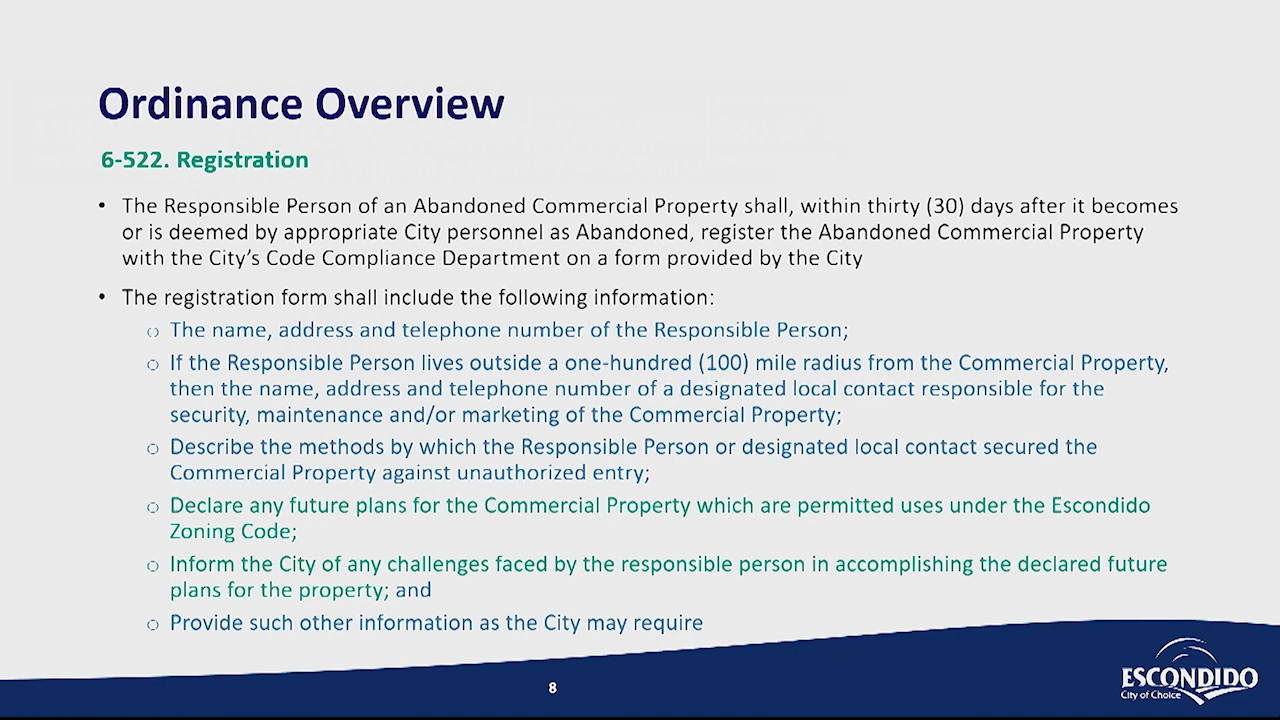 Ordinance Overview
6-522. Registration
• The Responsible Person of an Abandoned Commercial Property shall, within thirty (30) days after it becomes
or is deemed by appropriate City personnel as Abandoned, register the Abandoned Commercial Property
with the City's Code Compliance Department on a form provided by the City
• The registration form shall include the following information:
○ The name, address and telephone number of the Responsible Person;
○ If the Responsible Person lives outside a one-hundred (100) mile radius from the Commercial Property,
then the name, address and telephone number of a designated local contact responsible for the
security, maintenance and/or marketing of the Commercial Property;
○ Describe the methods by which the Responsible Person or designated local contact secured the
Commercial Property against unauthorized entry;
○ Declare any future plans for the Commercial Property which are permitted uses under the Escondido
Zoning Code;
○ Inform the City of any challenges faced by the responsible person in accomplishing the declared future
plans for the property; and
○ Provide such other information as the City may require
8
ESCONDIDO
City of Choice